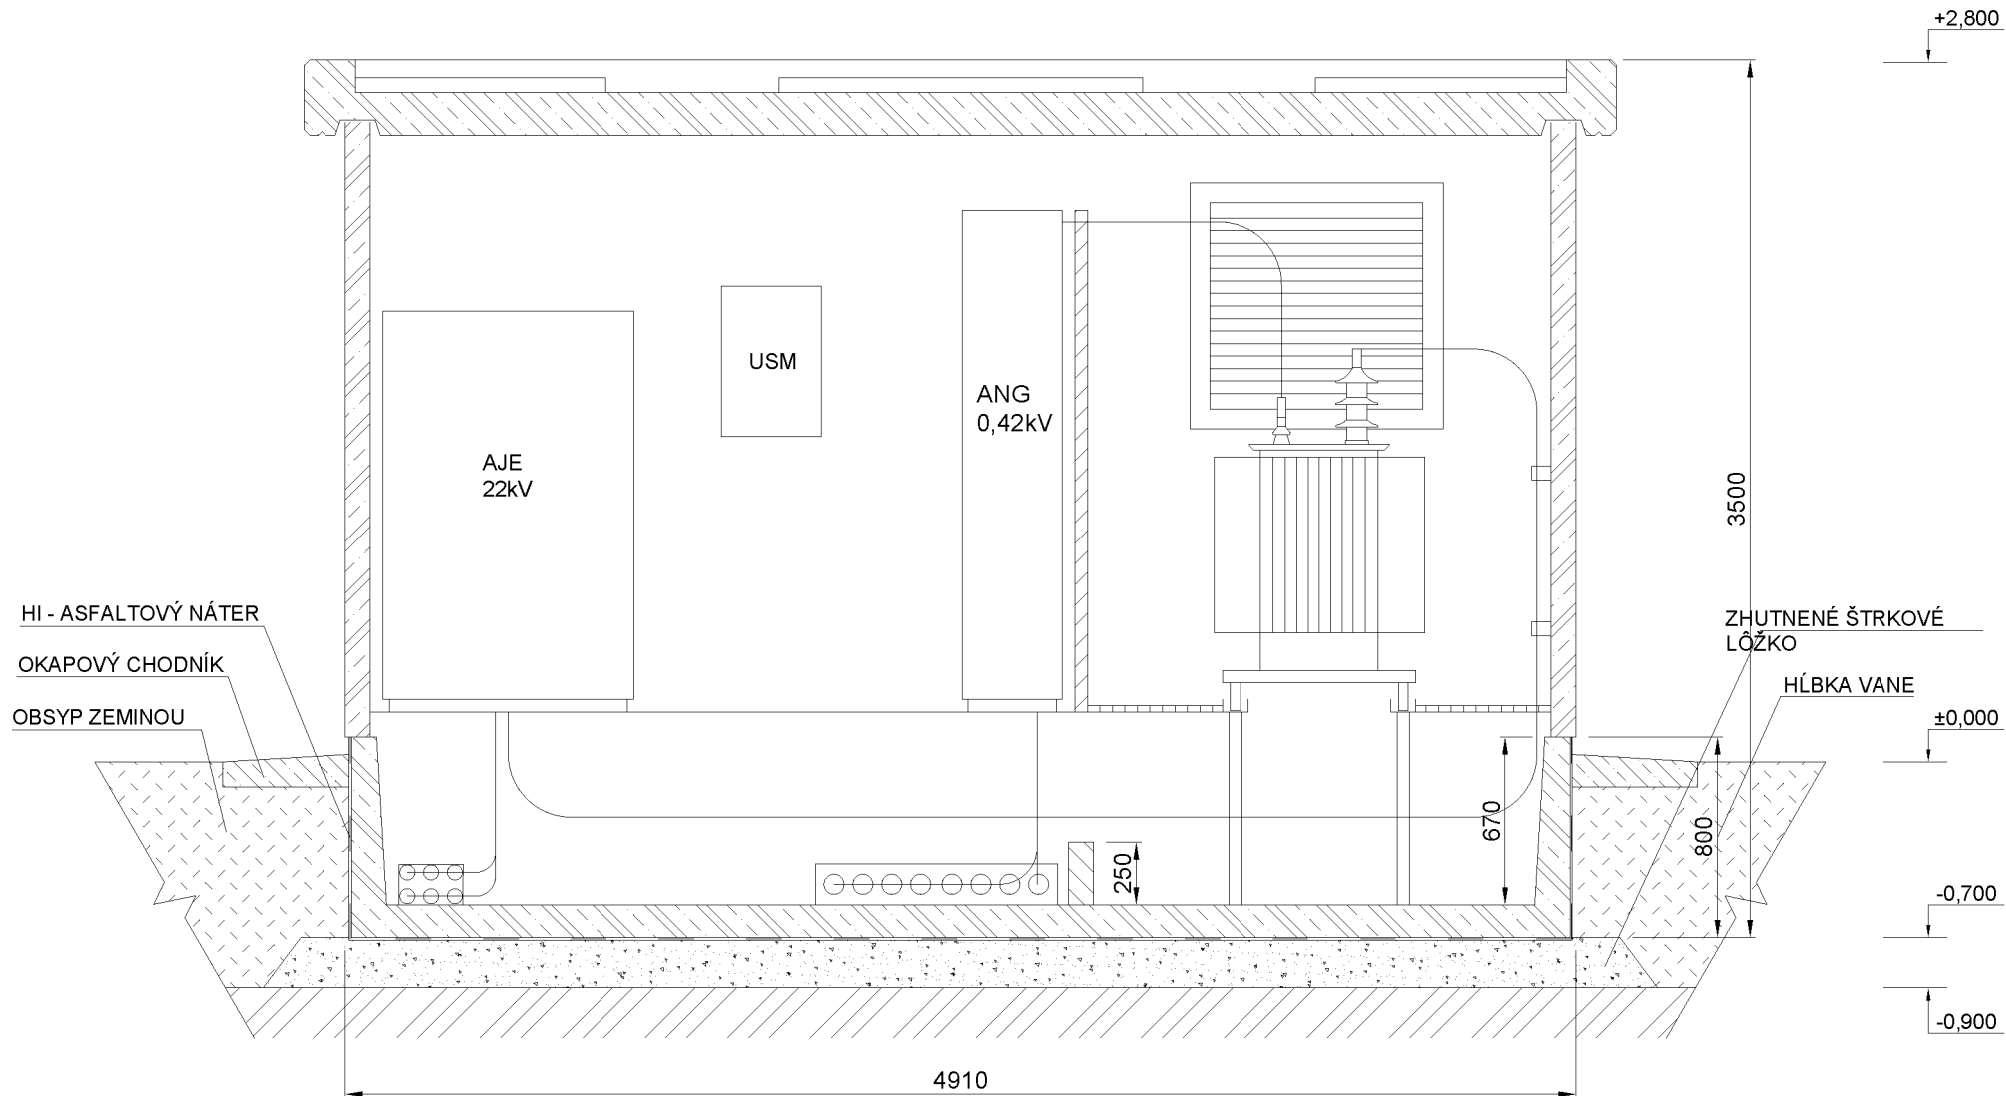 +2,800
USM
ANG
0,42kV
AJE
22kV
3500
HI - ASFALTOVÝ NÁTER
ZHUTNENÉ ŠTRKOVÉ
LÔŽKO
OKAPOVÝ CHODNÍK
HĹBKA VANE
OBSYP ZEMINOU
±0,000
670
800
250
-0,700
-0,900
4910